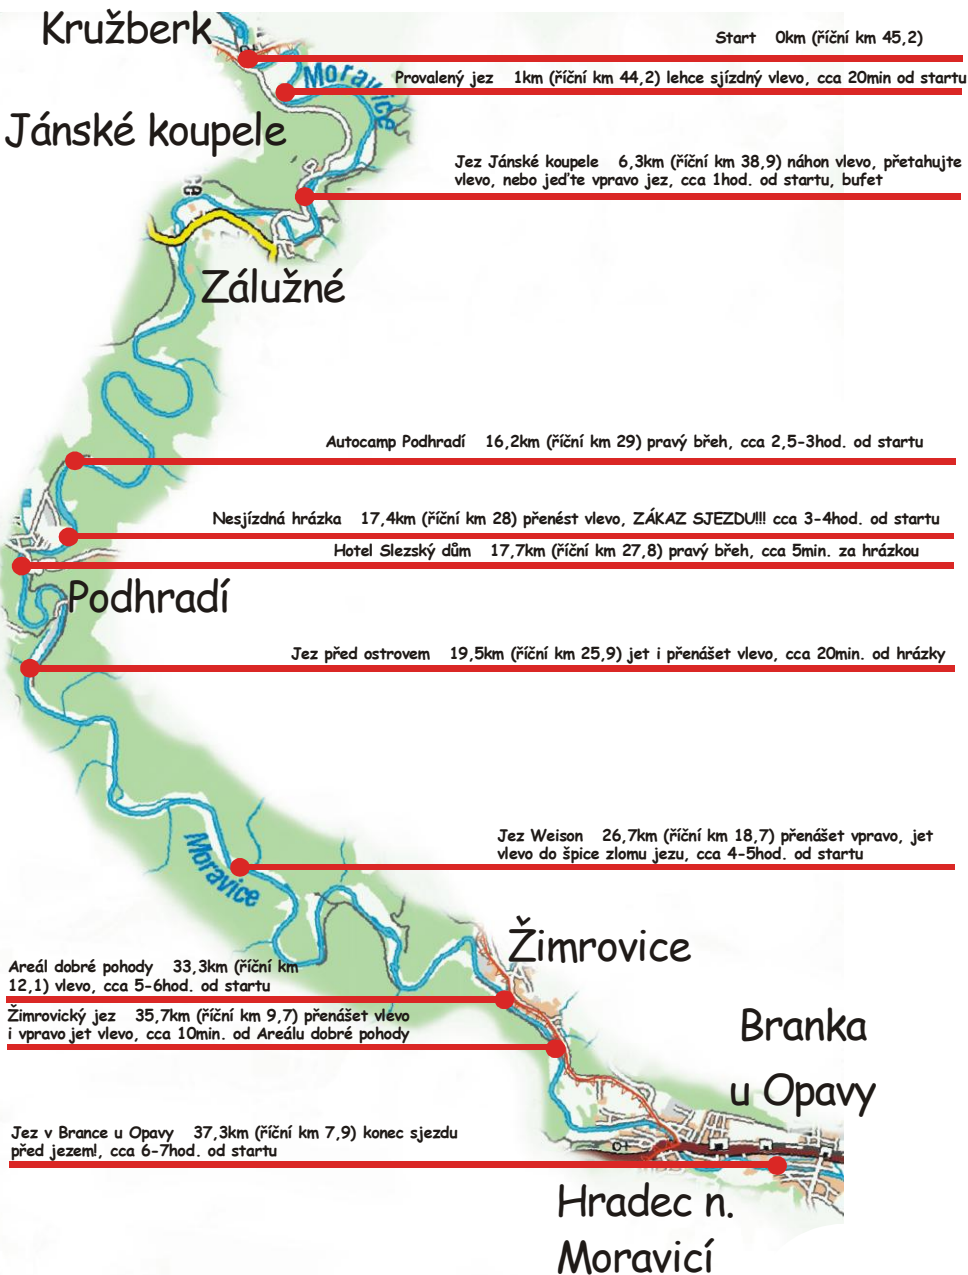 Kružberk
Start 0km (říční km 45,2)
Moravice
Provalený jez 1km (říční km 44,2) lehce sjízdný vlevo, cca 20min od startu
Jánské koupele
Jez Jánské koupele 6,3km (říční km 38,9) náhon vlevo, přetahujte
vlevo, nebo jeďte vpravo jez, cca 1hod. od startu, bufet
Zálužné
Autocamp Podhradí 16,2km (říční km 29) pravý břeh, cca 2,5-3hod. od startu
Nesjízdná hrázka 17,4km (říční km 28) přenést vlevo, ZÁKAZ SJEZDU!!! cca 3-4hod. od startu
Hotel Slezský dům 17,7km (říční km 27,8) pravý břeh, cca 5min. za hrázkou
Podhradí
Jez před ostrovem 19,5km (říční km 25,9) jet i přenášet vlevo, cca 20min. od hrázky
Jez Weison 26,7km (říční km 18,7) přenášet vpravo, jet
vlevo do špice zlomu jezu, cca 4-5hod. od startu
Moravice
Žimrovice
Areál dobré pohody 33,3km (říční km
12,1) vlevo, cca 5-6hod. od startu
Žimrovický jez 35,7km (říční km 9,7) přenášet vlevo
i vpravo jet vlevo, cca 10min. od Areálu dobré pohody
Branka
u Opavy
Jez v Brance u Opavy 37,3km (říční km 7,9) konec sjezdu
před jezem!, cca 6-7hod. od startu
Hradec n.
Moravicí